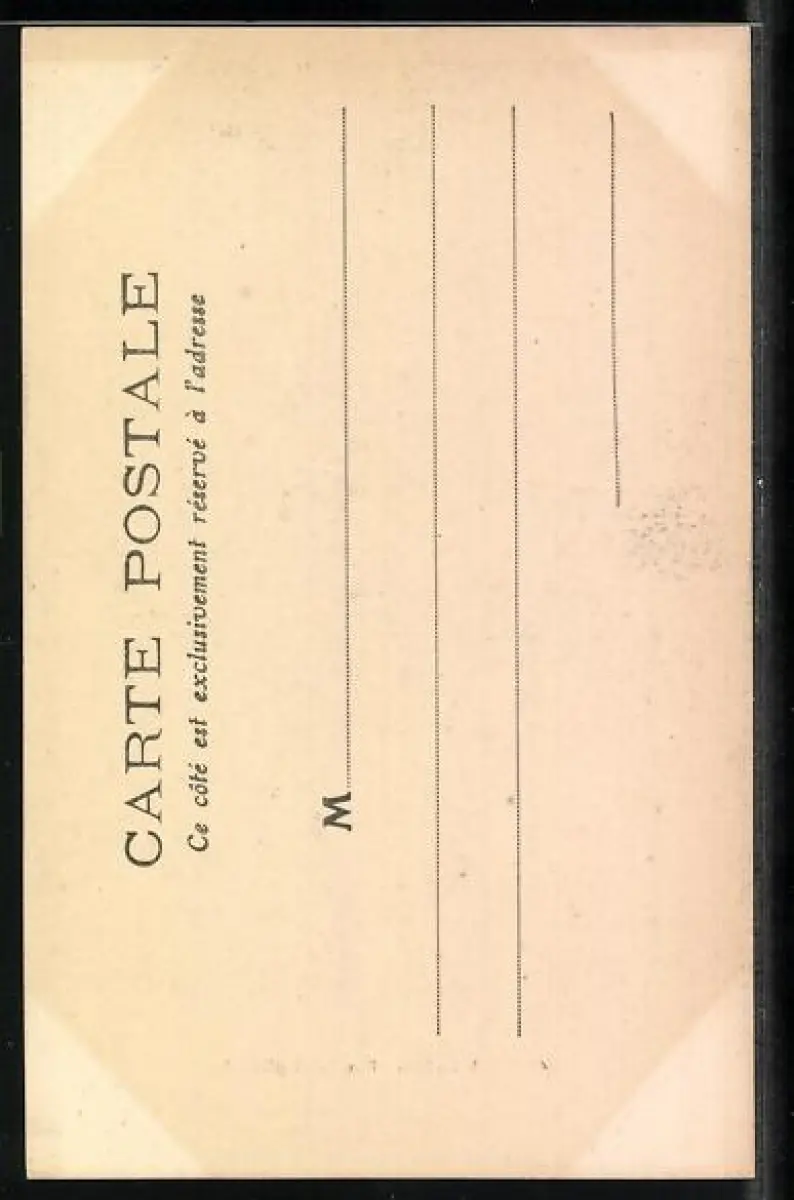 CARTE POSTALE
Ce côté est exclusivement réservé à l'adresse
M